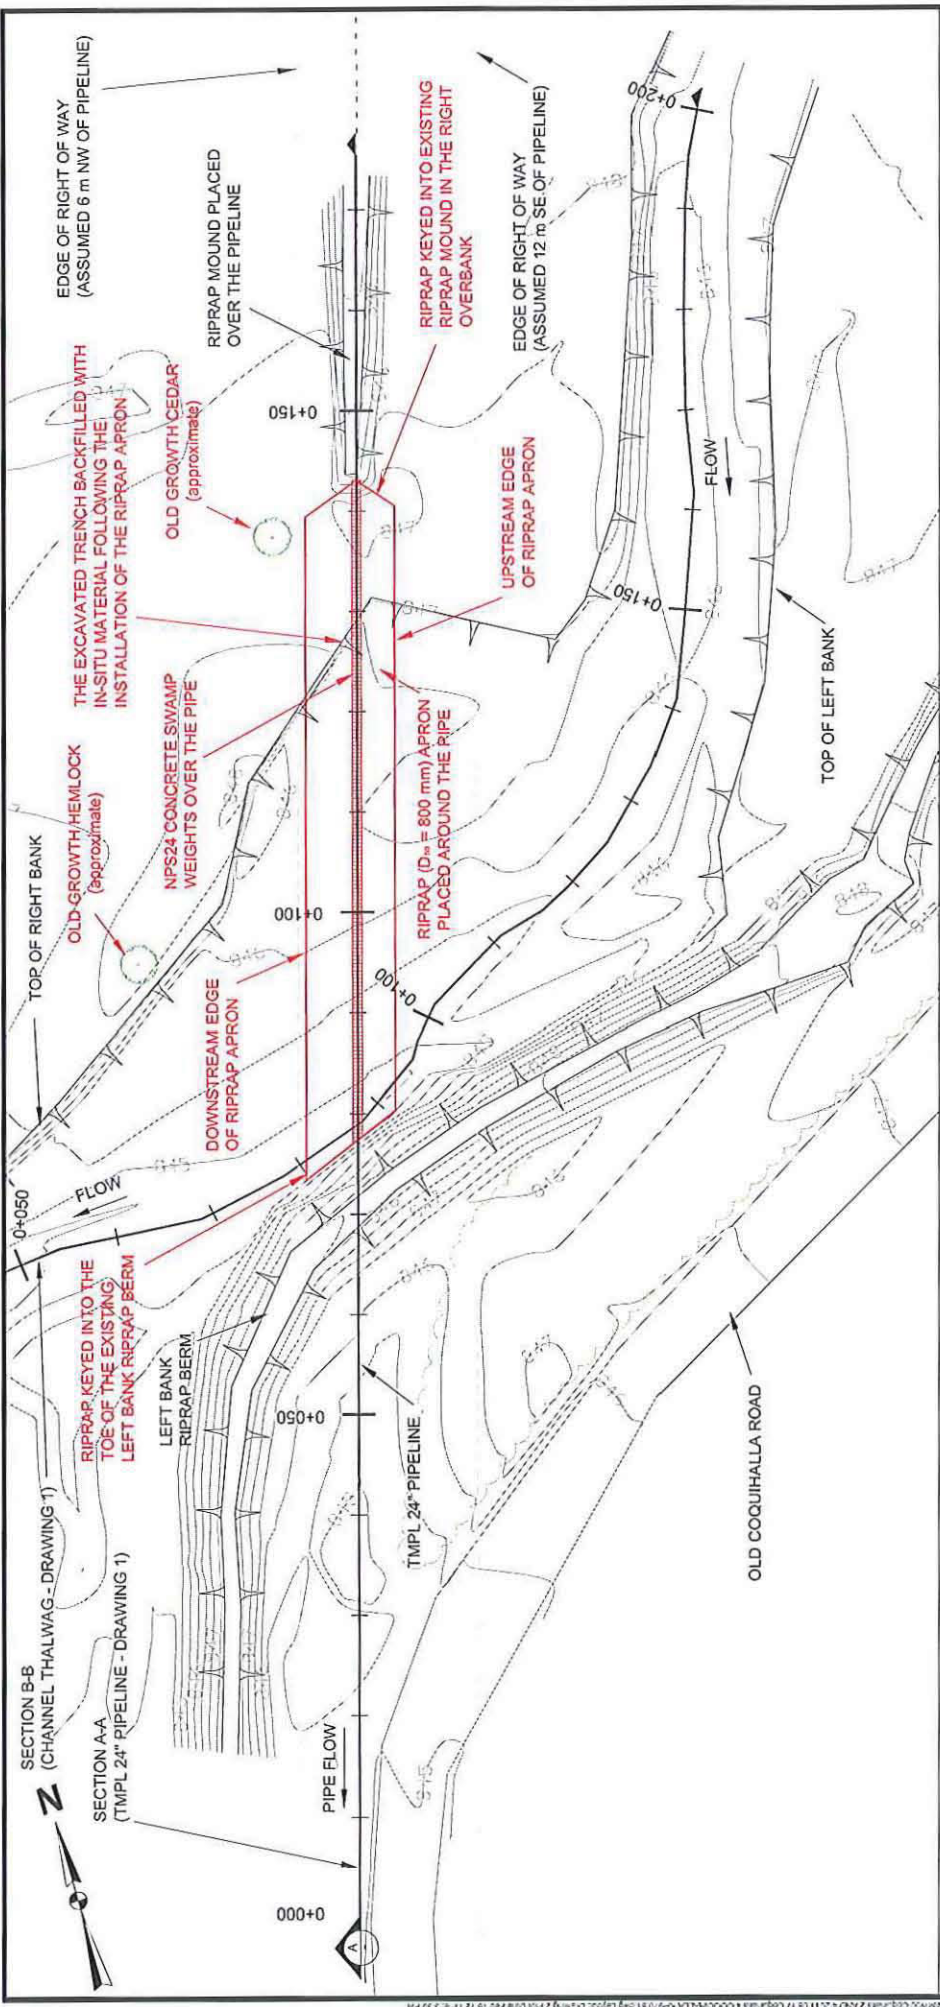 SECTION B-B
(CHANNEL THALWAG - DRAWING 1)
SECTION A-A
(TMPL 24" PIPELINE - DRAWING 1)
N
0+050
FLOW
TOP OF RIGHT BANK
OLD GROWTH HEMLOCK
(approximate)
THE EXCAVATED TRENCH BACKFILLED WITH
IN-SITU MATERIAL FOLLOWING THE
INSTALLATION OF THE RIPRAP APRON
EDGE OF RIGHT OF WAY
(ASSUMED 6 m NW OF PIPELINE)
RIPRAP KEYED INTO THE
TOE OF THE EXISTING
LEFT BANK RIPRAP BERM
LEFT BANK
RIPRAP BERM
DOWNSTREAM EDGE
OF RIPRAP APRON
NPS24 CONCRETE SWAMP
WEIGHTS OVER THE PIPE
OLD GROWTH CEDAR
(approximate)
RIPRAP MOUND PLACED
OVER THE PIPELINE
0+000
PIPE FLOW
0+050
0+100
0+150
A
TMPL 24" PIPELINE
0+100
APRON
PLACED AROUND THE PIPE
UPSTREAM EDGE
OF RIPRAP APRON
RIPRAP KEYED INTO EXISTING
RIPRAP MOUND IN THE RIGHT
OVERBANK
EDGE OF RIGHT OF WAY
(ASSUMED 12 m SE OF PIPELINE)
0+150
0+200
FLOW
OLD COQUIHALLA ROAD
TOP OF LEFT BANK